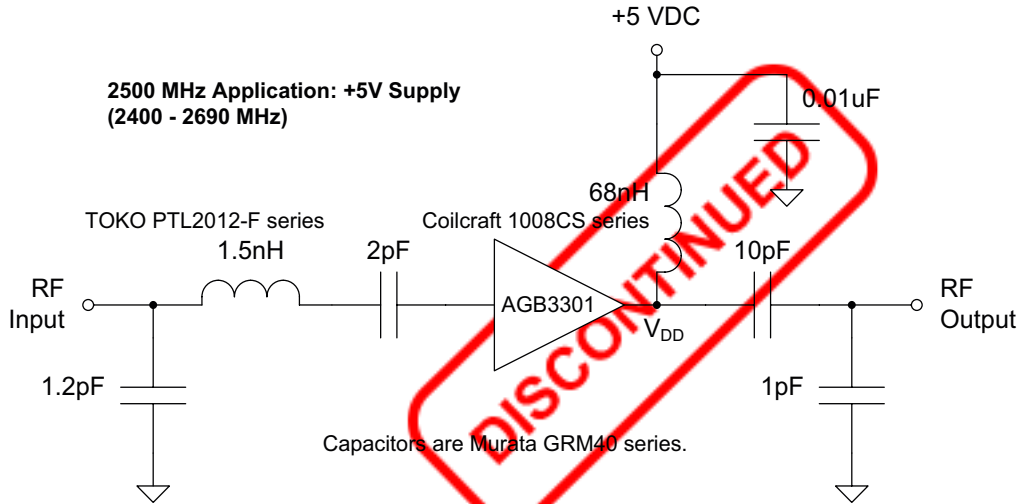 +5 VDC
2500 MHz Application: +5V Supply
(2400 - 2690 MHz)
0.01uF
68nH
TOKO PTL2012-F series
Coilcraft 1008CS series
1.5nH
2pF
10pF
RF
Input
AGB3301
VDD
RF
Output
1.2pF
1pF
Capacitors are Murata GRM40 series.
DISCONTINUED